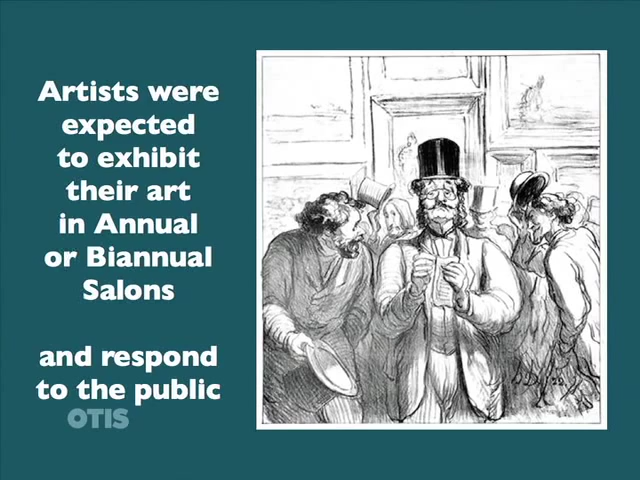 Artists were
expected
to exhibit
their art
in Annual
or Biannual
Salons
and respond
to the public
OTIS